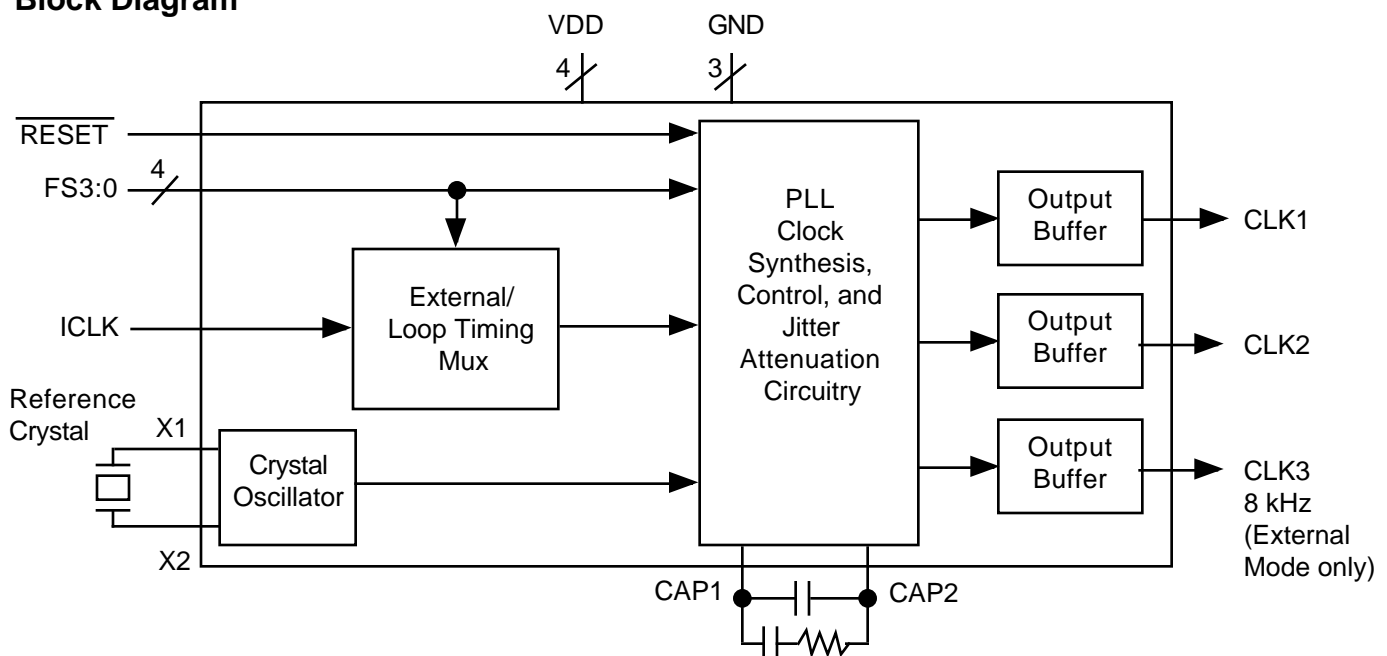 Block Diagram
VDD
GND
4
3
RESET
FS3:0
4
ICLK
External/
Loop Timing
Mux
PLL
Clock
Synthesis,
Control, and
Jitter
Attenuation
Circuitry
Output
Buffer
CLK1
Output
Buffer
CLK2
Output
Buffer
CLK3
8 kHz
(External
Mode only)
Reference
Crystal
X1
X2
Crystal
Oscillator
CAP1
CAP2